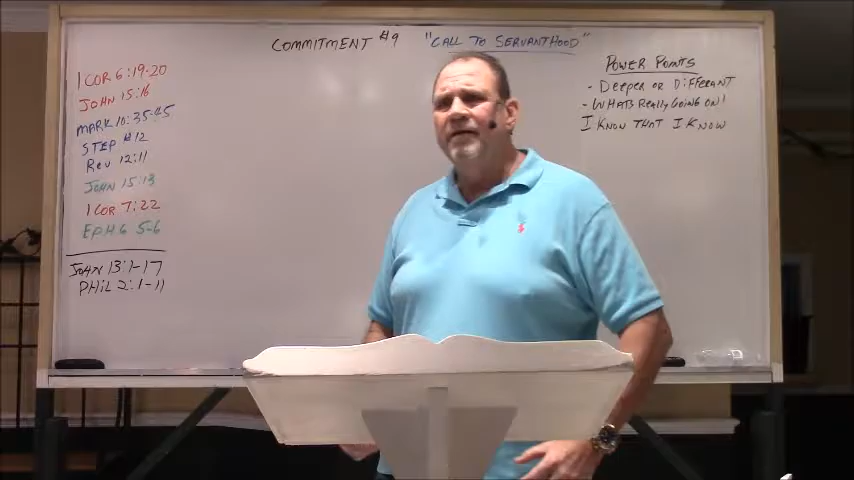 COMMITMENT #9 "CALL TO SERVANTHOOD"
1 COR 6:19-20
JOHN 15:16
MARK 10:35-45
STEP #12
REV 12:11
JOHN 15:13
1 COR 7:22
EPH 6 5-6
JOHN 13:1-17
PHIL 2:1-11
POWER POINTS
- DEEPER OR DIFFERANT
- WHATS REALLY GOING ON!
I KNOW THAT I KNOW